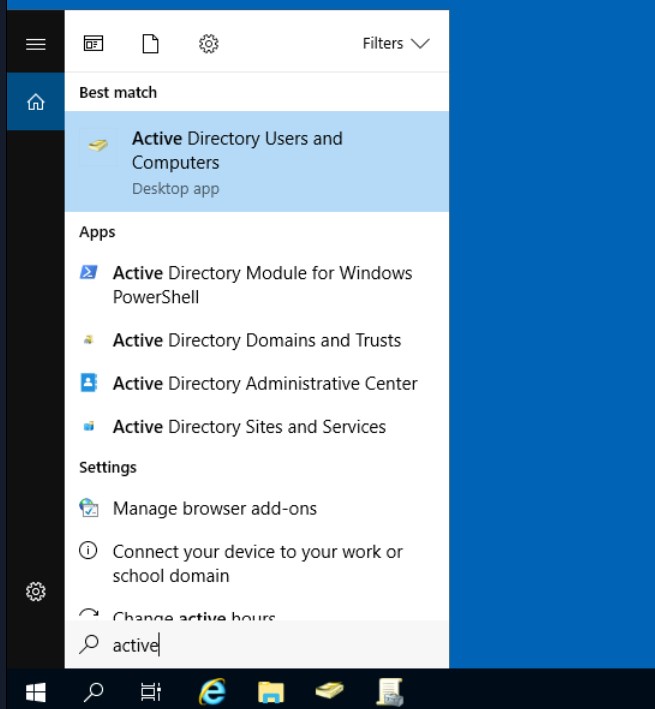 Filters
Best match
Active Directory Users and
Computers
Desktop app
Apps
Active Directory Module for Windows
PowerShell
Active Directory Domains and Trusts
Active Directory Administrative Center
Active Directory Sites and Services
Settings
Manage browser add-ons
Connect your device to your work or
school domain
Change active hours
active